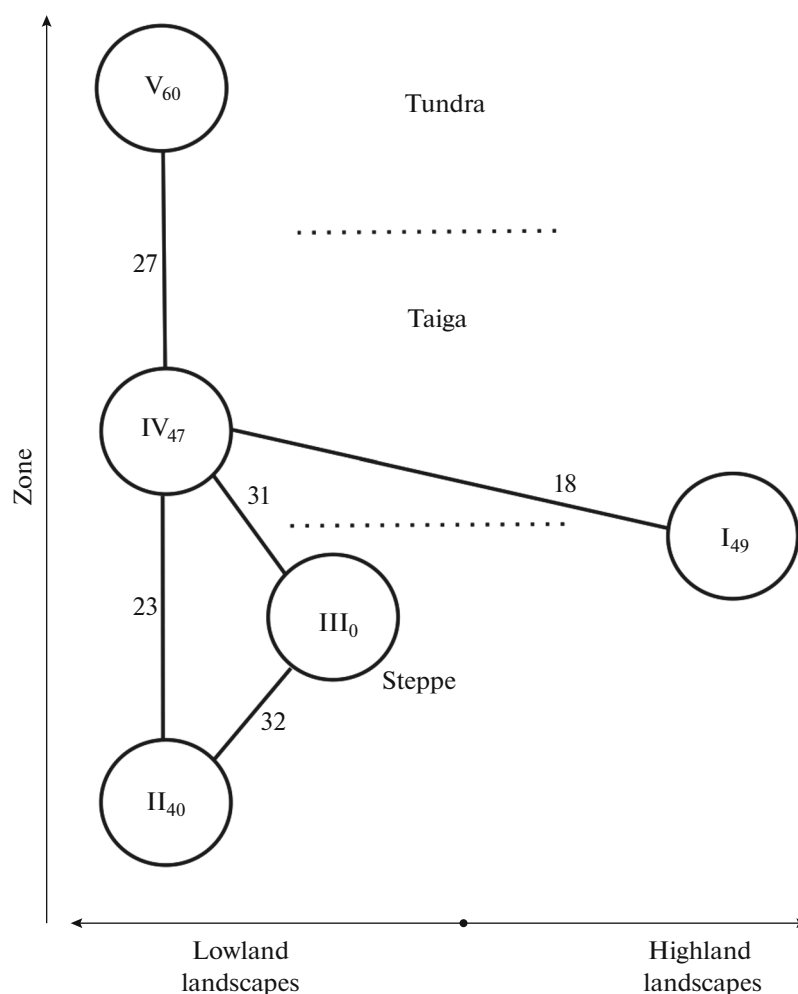 V60
Tundra
27
Taiga
IV47
Zone
31
18
I49
23
III0
Steppe
32
II40
Lowland
landscapes
Highland
landscapes